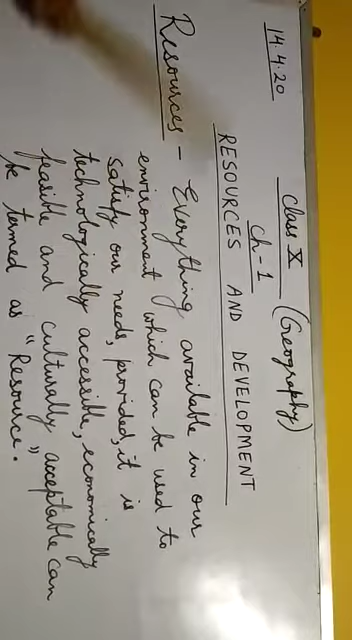 14.4.20
Class X (Geography)
Ch-1
RESOURCES AND DEVELOPMENT
Resources - Everything available in our
environment which can be used to
satisfy our needs, provided, it is
technologically accessible, economically
feasible and culturally acceptable can
be termed as "Resource".